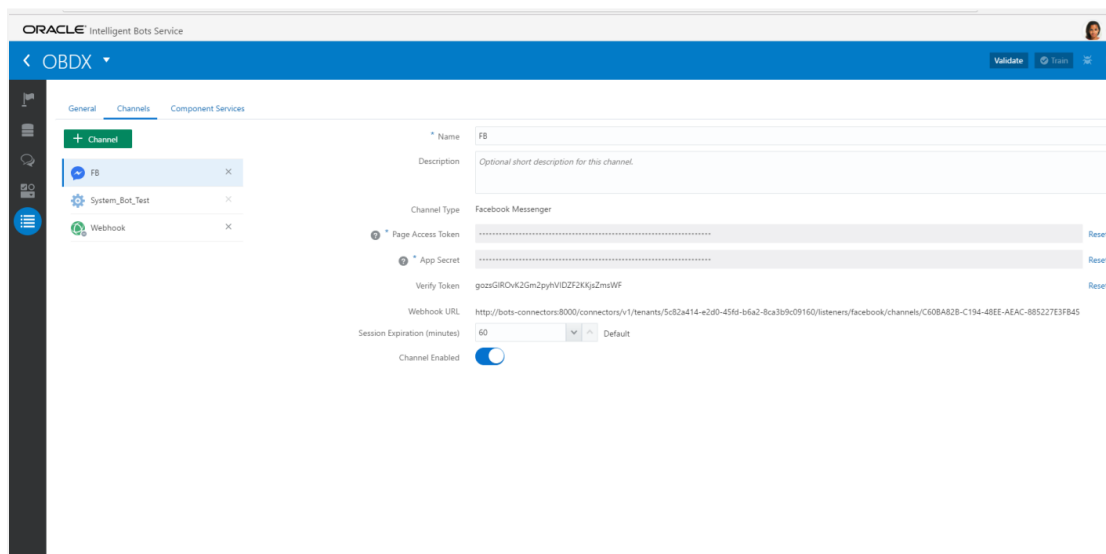 ORACLE Intelligent Bots Service
OBDX
Validate
Train
General Channels Component Services
+ Channel
FB
System_Bot_Test
Webhook
* Name FB
Description Optional short description for this channel.
Channel Type Facebook Messenger
* Page Access Token Reset
* App Secret Reset
Verify Token gozsGIROvK2Gm2pyhVIDZF2KKjsZmsWF Reset
Webhook URL http://bots-connectors:8000/connectors/v1/tenants/5c82a414-e2d0-45fd-b6a2-8ca3b9c09160/listeners/facebook/channels/C60BA82B-C194-48EE-AEAC-885227E3FB45
Session Expiration (minutes) 60 Default
Channel Enabled